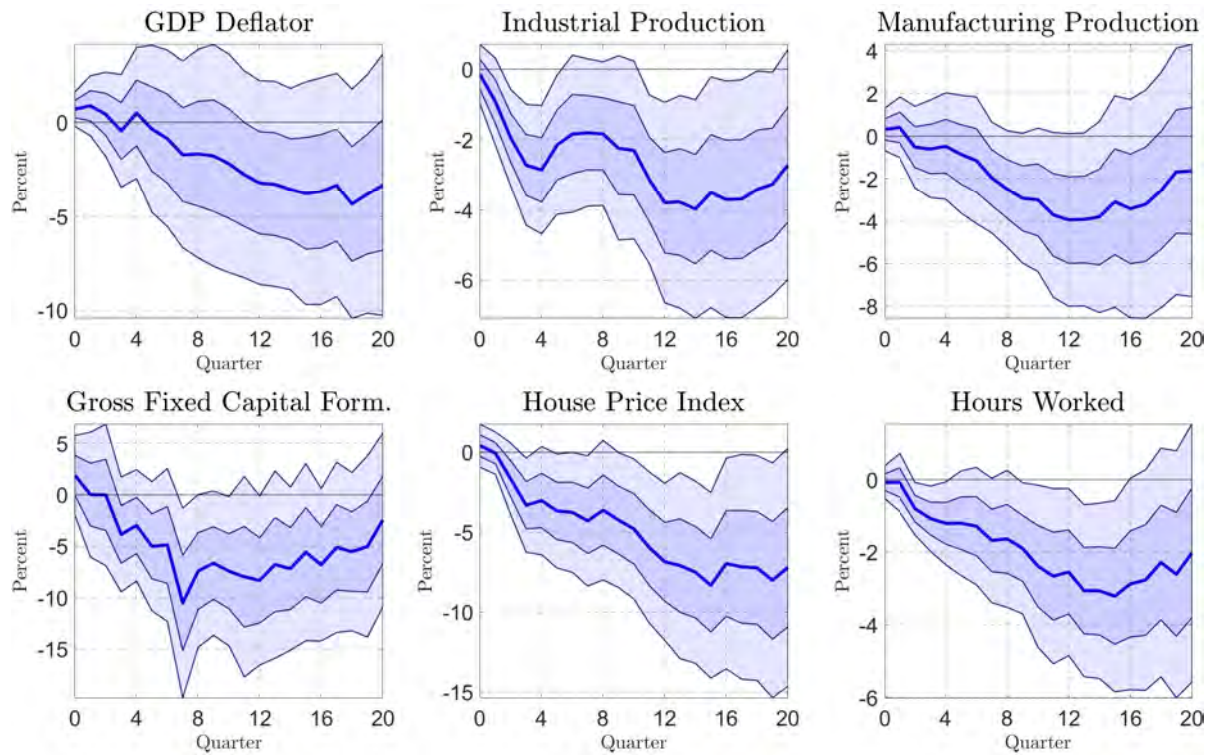 GDP Deflator
Percent
0
-5
-10
0 4 8 12 16 20
Quarter
Industrial Production
Percent
0
-2
-4
-6
0 4 8 12 16 20
Quarter
Manufacturing Production
Percent
4
2
0
-2
-4
-6
-8
0 4 8 12 16 20
Quarter
Gross Fixed Capital Form.
Percent
5
0
-5
-10
-15
0 4 8 12 16 20
Quarter
House Price Index
Percent
0
-5
-10
-15
0 4 8 12 16 20
Quarter
Hours Worked
Percent
0
-2
-4
-6
0 4 8 12 16 20
Quarter